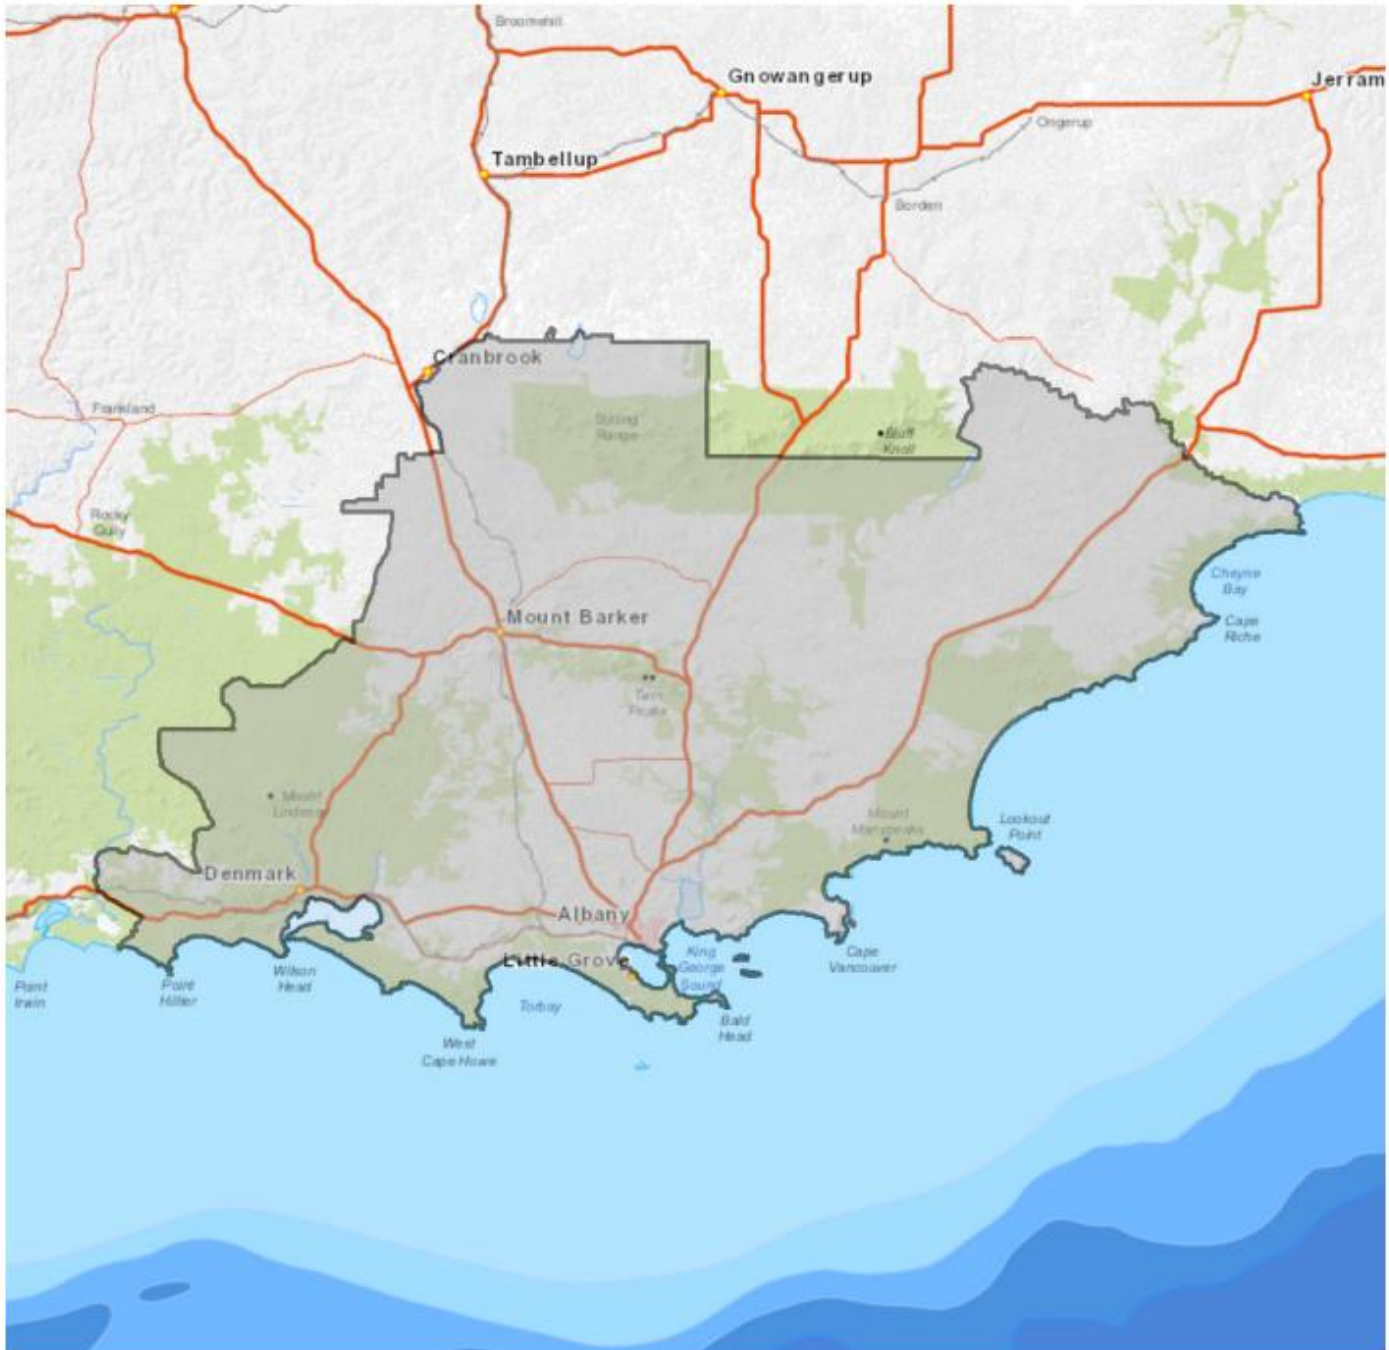 Broomehill
Gnowangerup
Jerram
Ongerup
Tambellup
Borden
Cranbrook
Frankland
Stirling
Range
Bluff
Knoll
Rocky
Gully
Cheyne
Bay
Mount Barker
Cape
Riche
Twin
Peaks
Mount
Lindesay
Mount
Manypeaks
Lookout
Point
Denmark
Albany
King
George
Sound
Cape
Vancouver
Little Grove
Wilson
Head
Point
Hillier
Point
Irwin
Torbay
Bald
Head
West
Cape Howe